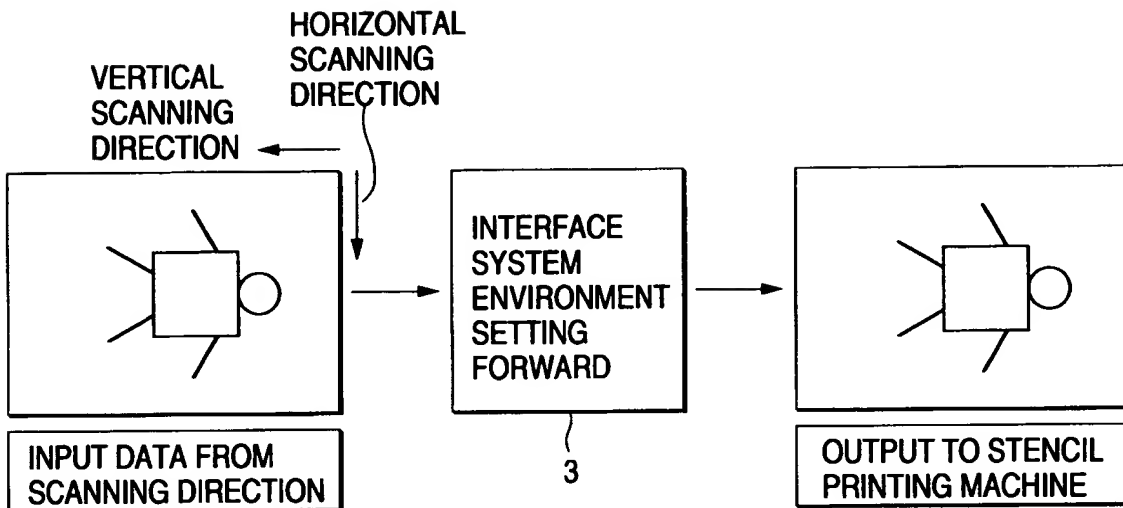 HORIZONTAL
SCANNING
DIRECTION
VERTICAL
SCANNING
DIRECTION
INTERFACE
SYSTEM
ENVIRONMENT
SETTING
FORWARD
3
INPUT DATA FROM
SCANNING DIRECTION
OUTPUT TO STENCIL
PRINTING MACHINE